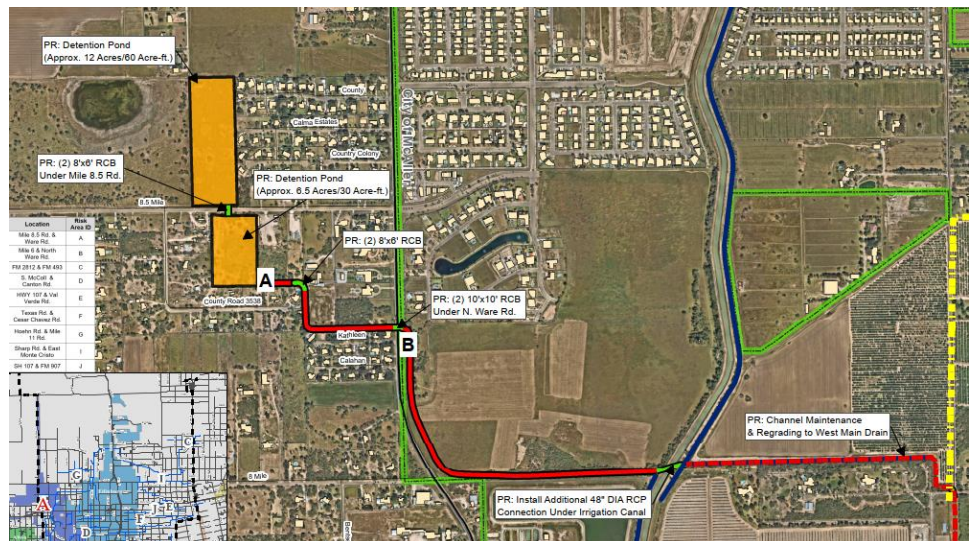 PR: Detention Pond
(Approx. 12 Acres/60 Acre-ft.)
County
Calma Estates
Country Colony
PR: (2) 8'x6' RCB
Under Mile 8.5 Rd.
PR: Detention Pond
(Approx. 6.5 Acres/30 Acre-ft.)
8.5 Mile
PR: (2) 8'x6' RCB
A
County Road 3538
PR: (2) 10'x10' RCB
Under N. Ware Rd.
Kathleen
B
Calahan
Location Risk Area ID
Mile 8.5 Rd. & Ware Rd. A
Mile 6 & North Ware Rd. B
FM 2812 & FM 493 C
S. McColl & Canton Rd. D
HWY 107 & Val Verde Rd. E
Texas Rd. & Cesar Chavez Rd. F
Hoehn Rd. & Mile 11 Rd. G
Sharp Rd. & East Monte Cristo I
SH 107 & FM 907 J
PR: Channel Maintenance
& Regrading to West Main Drain
8 Mile
PR: Install Additional 48" DIA RCP
Connection Under Irrigation Canal
C
G
I
A
J
E
F
D